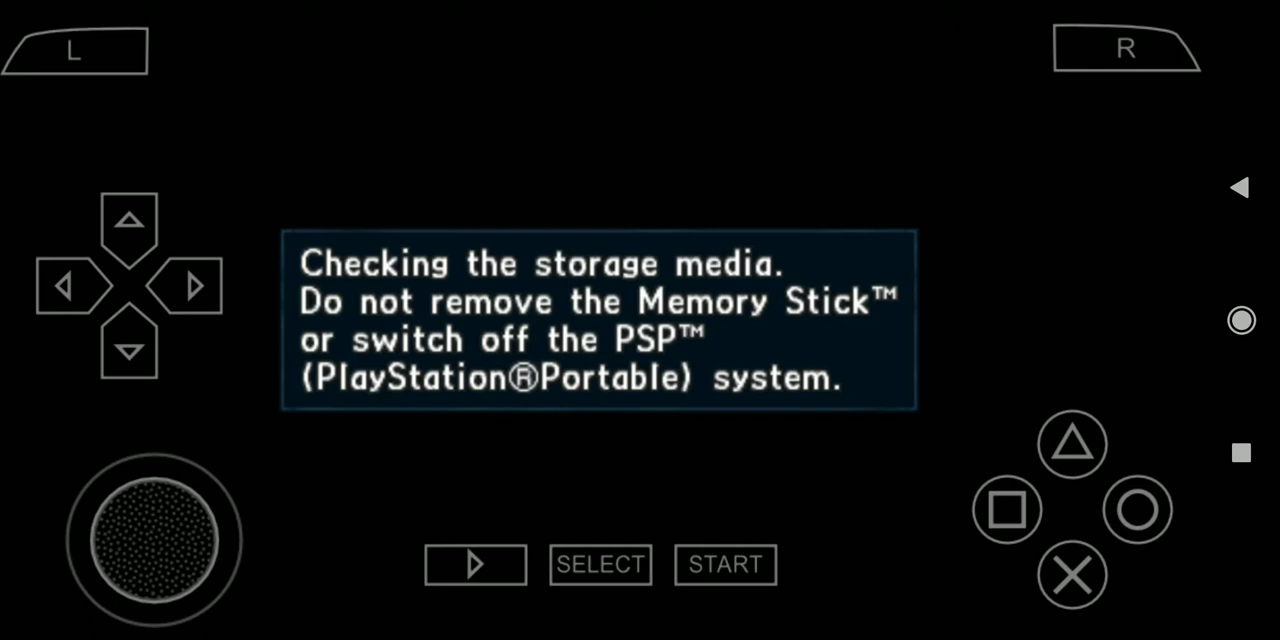 L
R
Checking the storage media.
Do not remove the Memory Stick™
or switch off the PSP™
(PlayStation®Portable) system.
SELECT
START